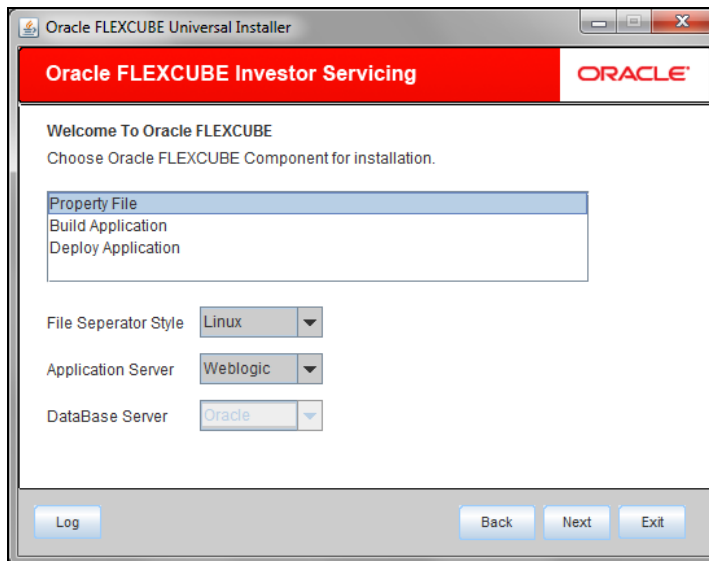 Oracle FLEXCUBE Universal Installer
Oracle FLEXCUBE Investor Servicing
ORACLE
Welcome To Oracle FLEXCUBE
Choose Oracle FLEXCUBE Component for installation.
Property File
Build Application
Deploy Application
File Seperator Style Linux
Application Server Weblogic
DataBase Server Oracle
Log Back Next Exit